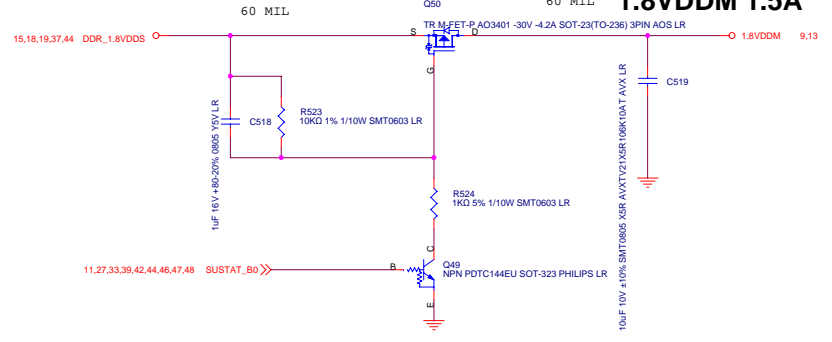 Q50
60 MIL
60 MIL
1.8VDDM 1.5A
TR M-FET-P AO3401 -30V -4.2A SOT-23(TO-236) 3PIN AOS LR
15,18,19,37,44 DDR_1.8VDDS
S
D
1.8VDDM 9,13
G
C518
1uF 16V +80-20% 0805 Y5V LR
R523
10KΩ 1% 1/10W SMT0603 LR
C519
10uF 10V ±10% SMT0805 X5R AVXTV21X5R106K10AT AVX LR
R524
1KΩ 5% 1/10W SMT0603 LR
C
Q49
NPN PDTC144EU SOT-323 PHILIPS LR
11,27,33,39,42,44,46,47,48 SUSTAT_B0
B
E